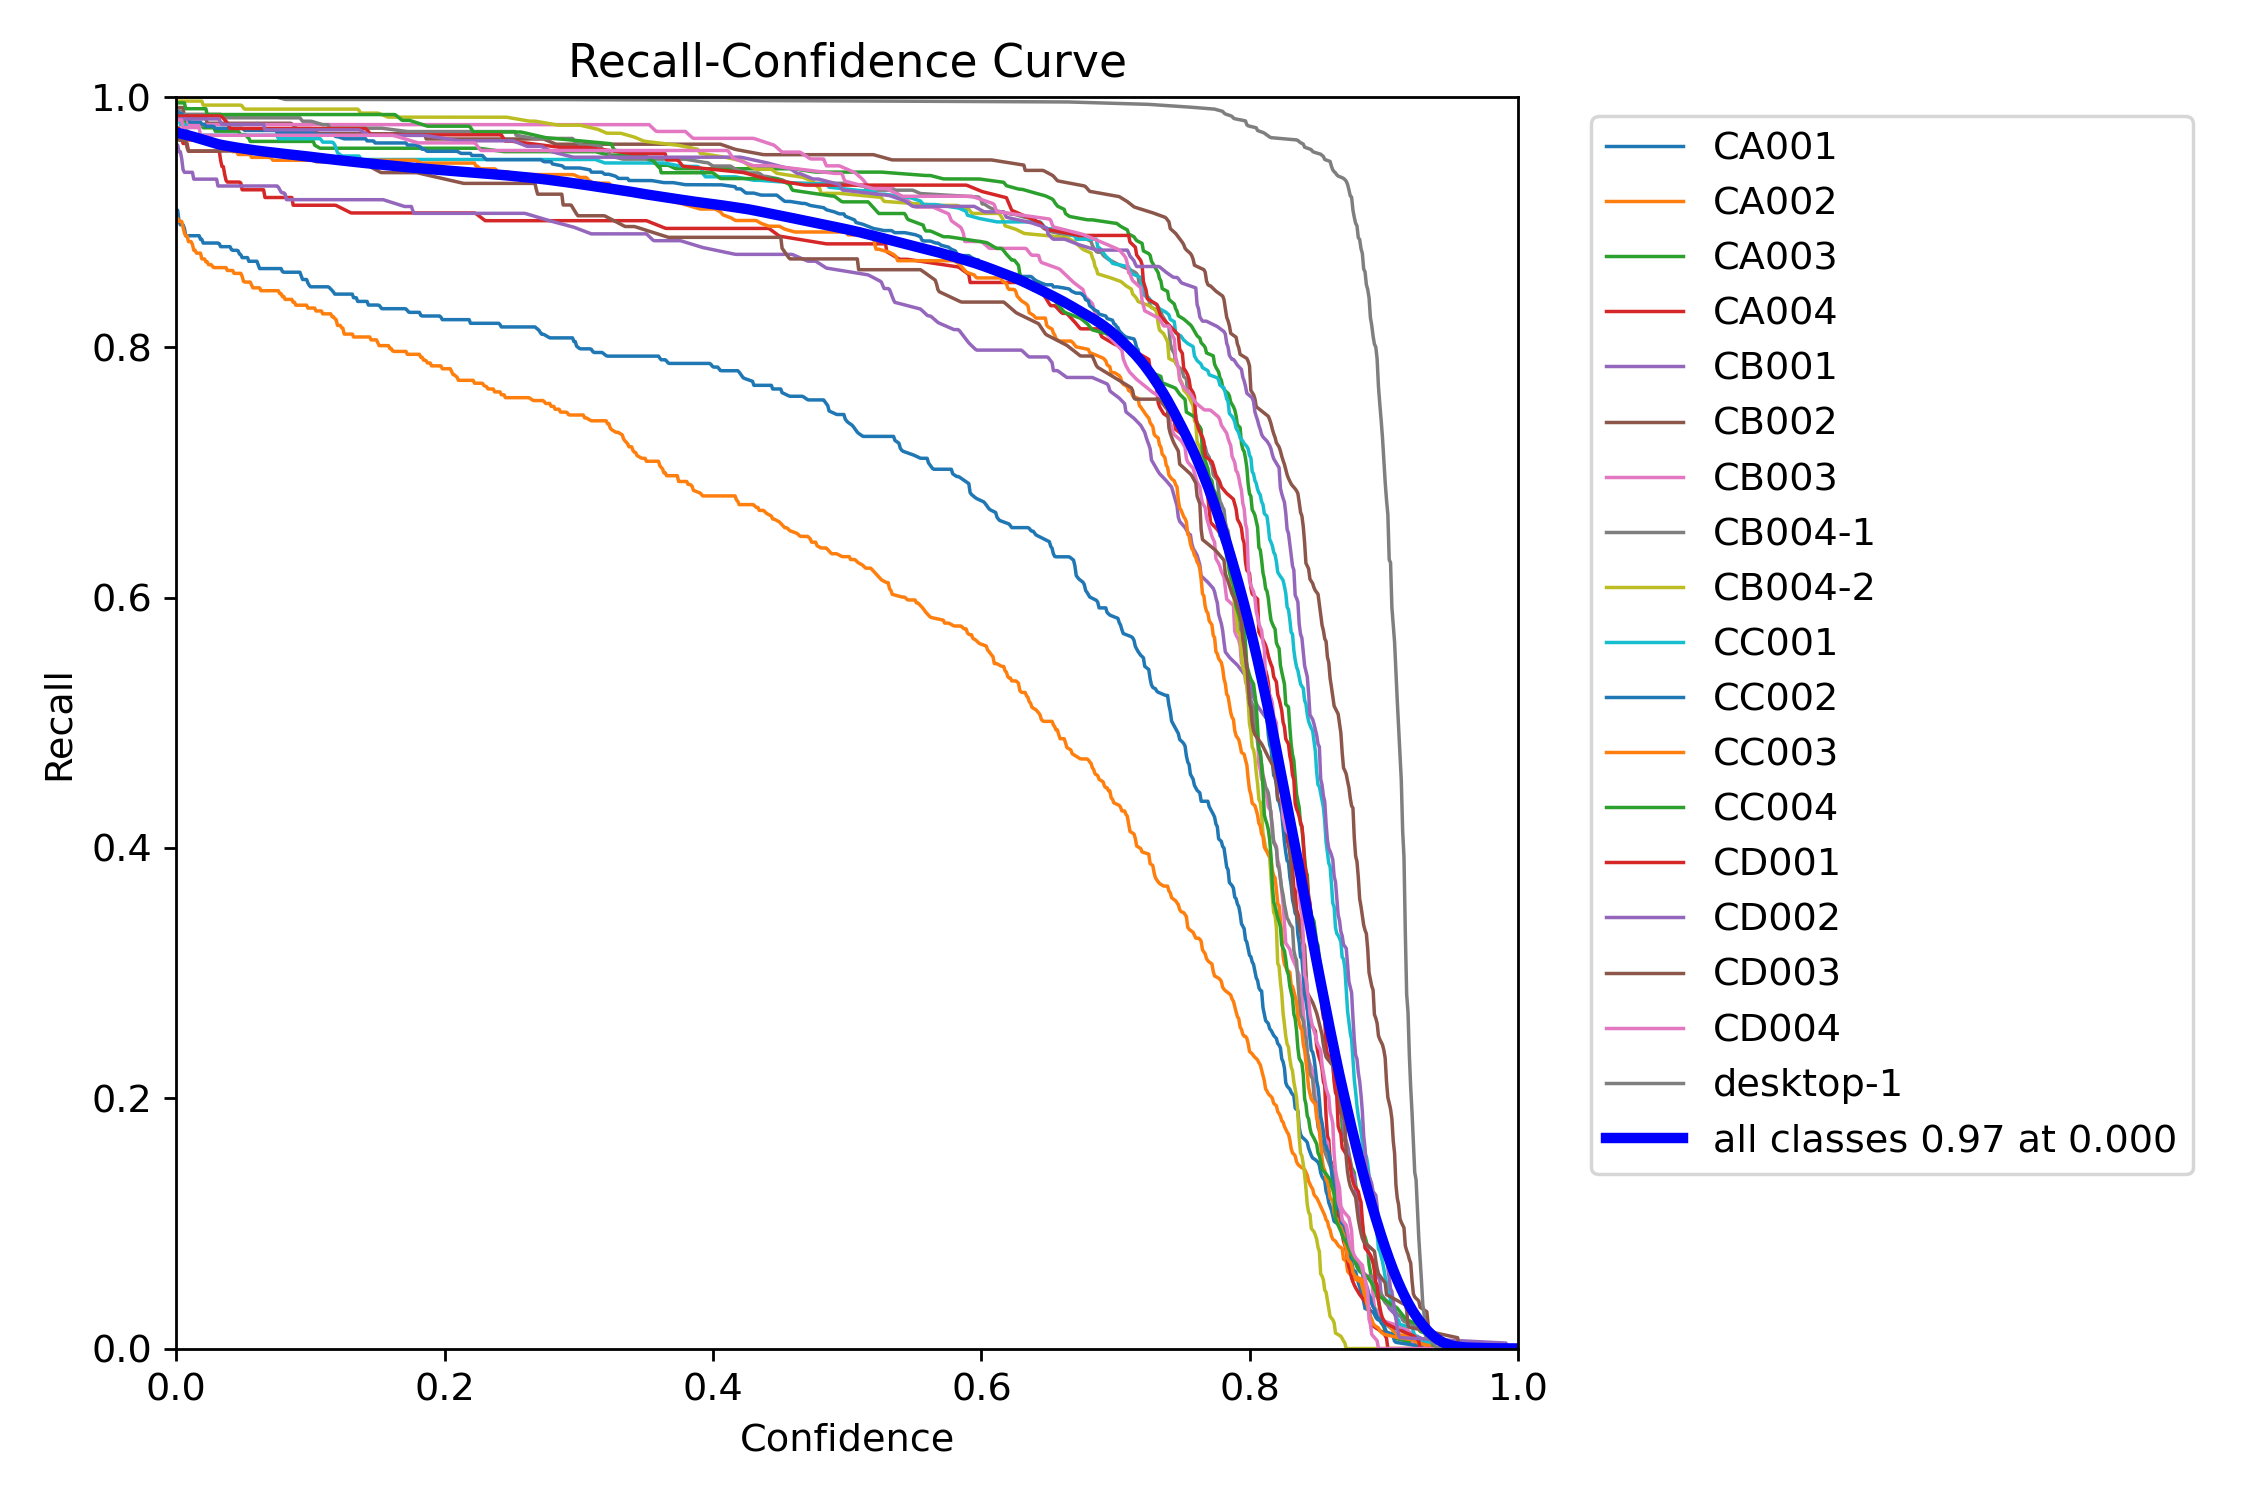 Recall-Confidence Curve
1.0
0.8
0.6
0.4
0.2
0.0
Recall
0.0 0.2 0.4 0.6 0.8 1.0
Confidence
CA001
CA002
CA003
CA004
CB001
CB002
CB003
CB004-1
CB004-2
CC001
CC002
CC003
CC004
CD001
CD002
CD003
CD004
desktop-1
all classes 0.97 at 0.000